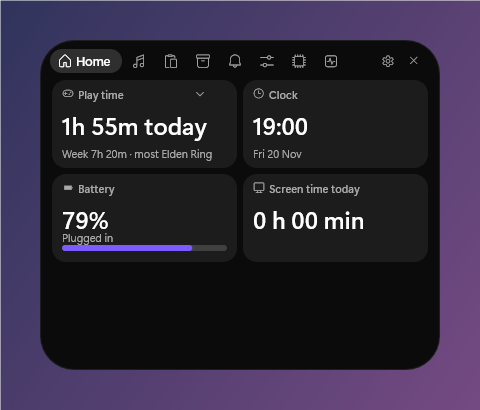 Home
Play time
1h 55m today
Week 7h 20m · most Elden Ring
Clock
19:00
Fri 20 Nov
Battery
79%
Plugged in
Screen time today
0 h 00 min